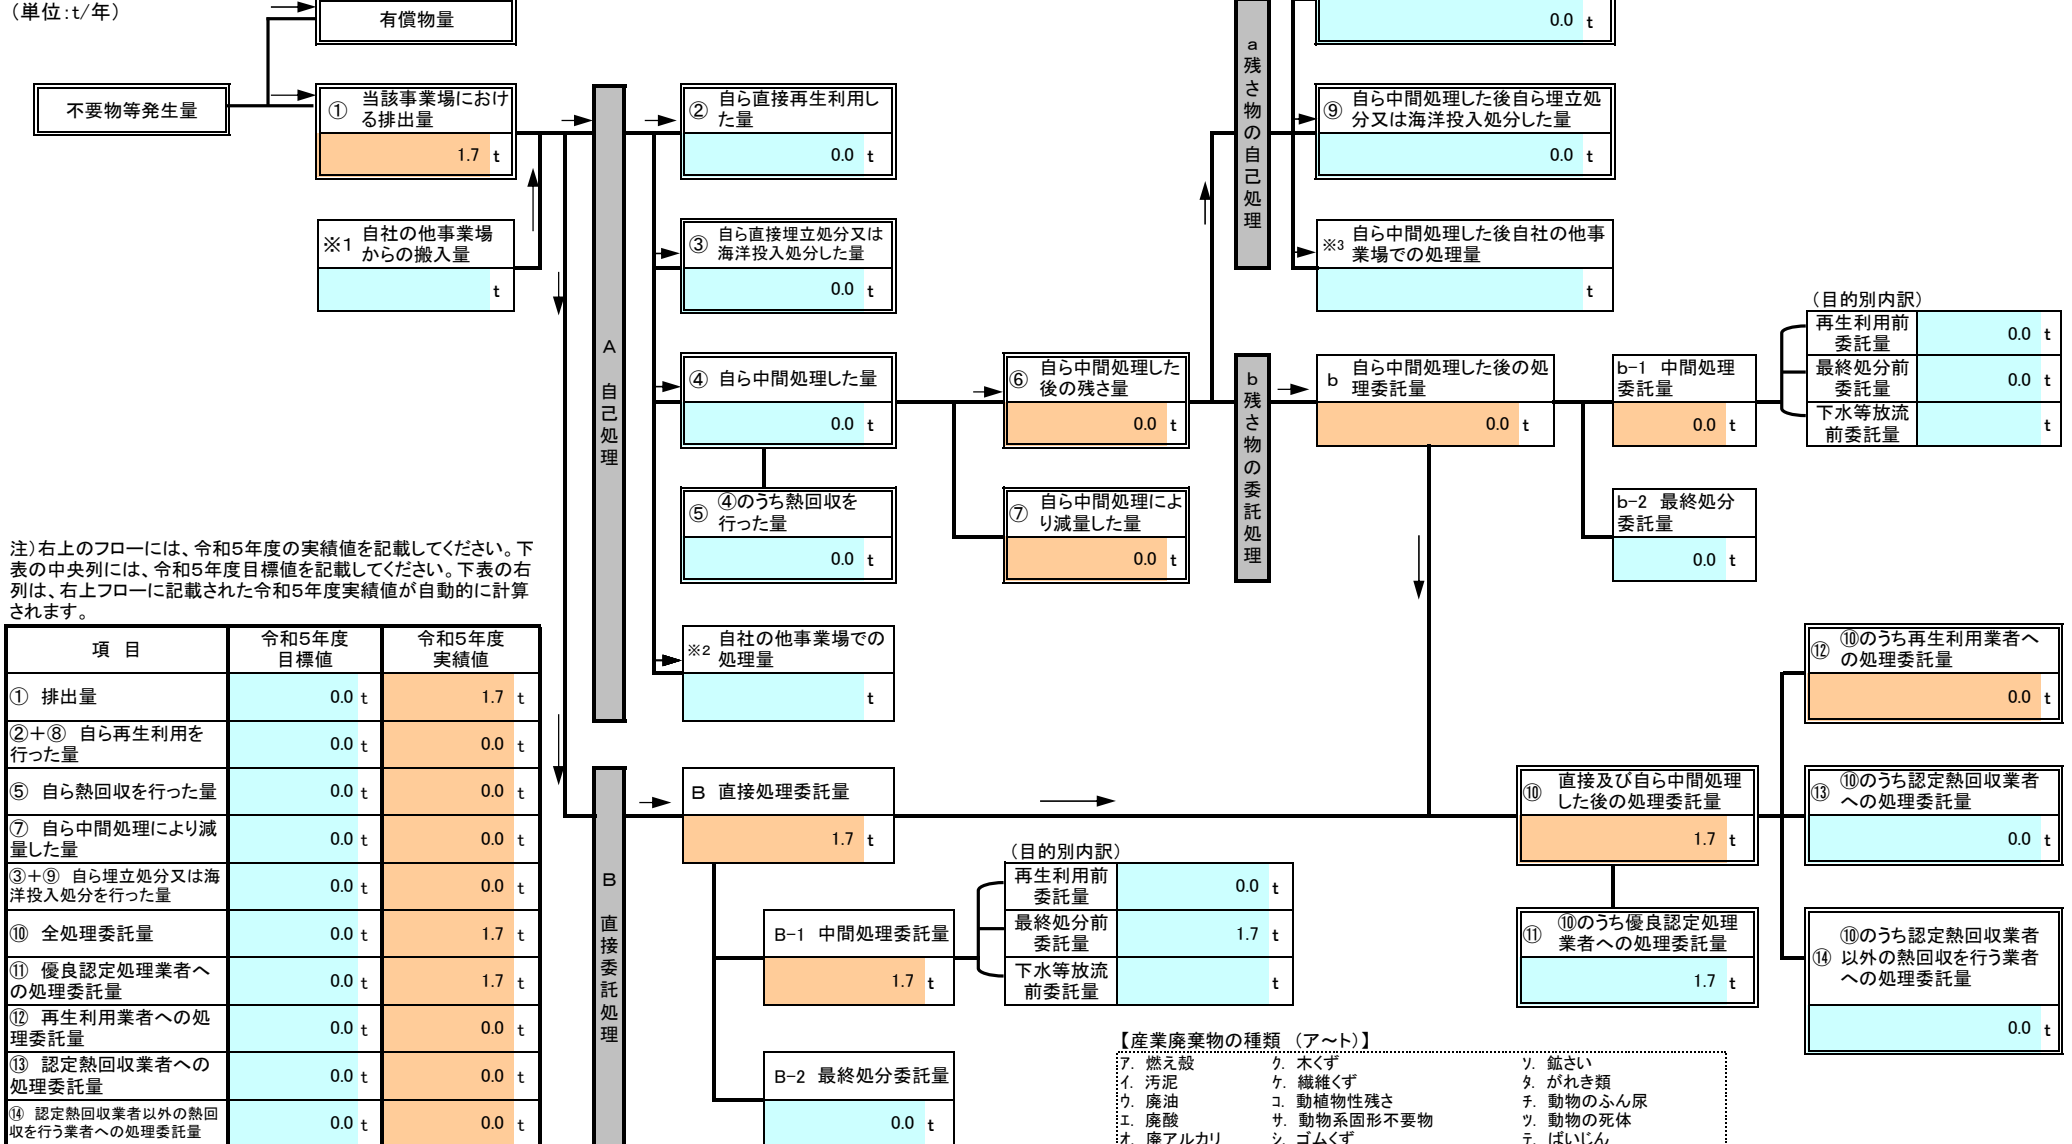 （単位：t/年）
有償物量
不要物等発生量
① 当該事業場におけ
る排出量
1.7 t
※1 自社の他事業場
からの搬入量
t
A 自己処理
② 自ら直接再生利用し
た量
0.0 t
③ 自ら直接埋立処分又は
海洋投入処分した量
0.0 t
④ 自ら中間処理した量
0.0 t
⑤ ④のうち熱回収を
行った量
0.0 t
※2 自社の他事業場での
処理量
t
⑥ 自ら中間処理した
後の残さ量
0.0 t
⑦ 自ら中間処理によ
り減量した量
0.0 t
a 残さ物の自己処理
0.0 t
⑨ 自ら中間処理した後自ら埋立処
分又は海洋投入処分した量
0.0 t
※3 自ら中間処理した後自社の他事
業場での処理量
t
b 残さ物の委託処理
b 自ら中間処理した後の処
理委託量
0.0 t
b-1 中間処理
委託量
0.0 t
b-2 最終処分
委託量
0.0 t
（目的別内訳）
再生利用前
委託量
0.0 t
最終処分前
委託量
0.0 t
下水等放流
前委託量
t
注）右上のフローには、令和5年度の実績値を記載してください。下
表の中央列には、令和5年度目標値を記載してください。下表の右
列は、右上フローに記載された令和5年度実績値が自動的に計算
されます。
項 目
令和5年度
目標値
令和5年度
実績値
① 排出量
0.0 t 1.7 t
②＋⑧ 自ら再生利用を
行った量
0.0 t 0.0 t
⑤ 自ら熱回収を行った量
0.0 t 0.0 t
⑦ 自ら中間処理により減
量した量
0.0 t 0.0 t
③＋⑨ 自ら埋立処分又は海
洋投入処分を行った量
0.0 t 0.0 t
⑩ 全処理委託量
0.0 t 1.7 t
⑪ 優良認定処理業者へ
の処理委託量
0.0 t 1.7 t
⑫ 再生利用業者への処
理委託量
0.0 t 0.0 t
⑬ 認定熱回収業者への
処理委託量
0.0 t 0.0 t
⑭ 認定熱回収業者以外の熱回
収を行う業者への処理委託量
0.0 t 0.0 t
B 直接委託処理
B 直接処理委託量
1.7 t
B-1 中間処理委託量
1.7 t
B-2 最終処分委託量
0.0 t
（目的別内訳）
再生利用前
委託量
0.0 t
最終処分前
委託量
1.7 t
下水等放流
前委託量
t
⑩ 直接及び自ら中間処理
した後の処理委託量
1.7 t
⑪ ⑩のうち優良認定処理
業者への処理委託量
1.7 t
⑫ ⑩のうち再生利用業者へ
の処理委託量
0.0 t
⑬ ⑩のうち認定熱回収業者
への処理委託量
0.0 t
⑭ ⑩のうち認定熱回収業者
以外の熱回収を行う業者
への処理委託量
0.0 t
【産業廃棄物の種類 （ア～ト）】
ア． 燃え殻 ク． 木くず ソ． 鉱さい
イ． 汚泥 ケ． 繊維くず タ． がれき類
ウ． 廃油 コ． 動植物性残さ チ． 動物のふん尿
エ． 廃酸 サ． 動物系固形不要物 ツ． 動物の死体
オ． 廃アルカリ シ． ゴムくず テ． ばいじん